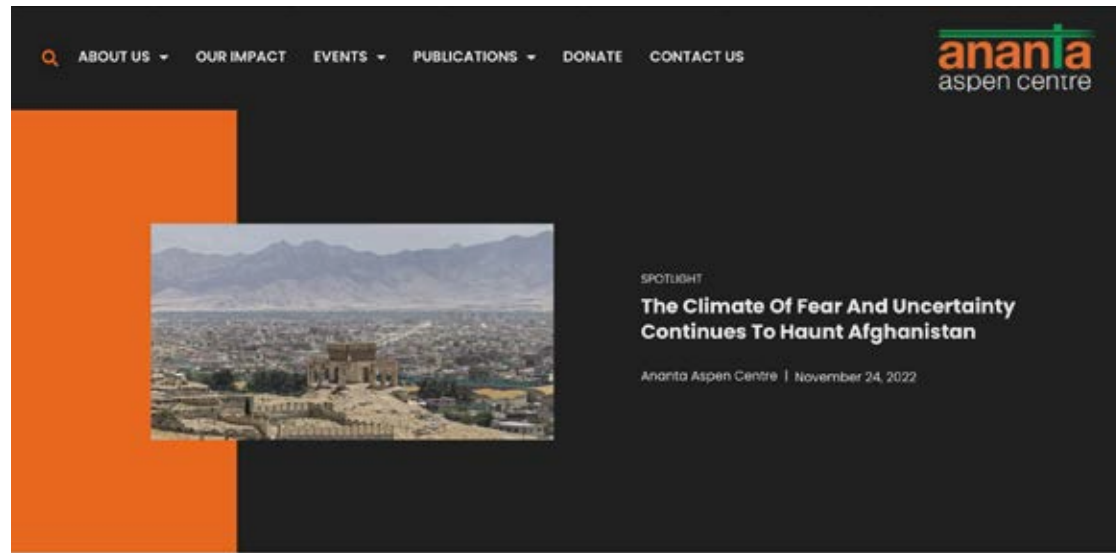 ABOUT US
OUR IMPACT
EVENTS
PUBLICATIONS
DONATE
CONTACT US
ananta
aspen centre
SPOTLIGHT
The Climate Of Fear And Uncertainty
Continues To Haunt Afghanistan
Ananta Aspen Centre | November 24, 2022